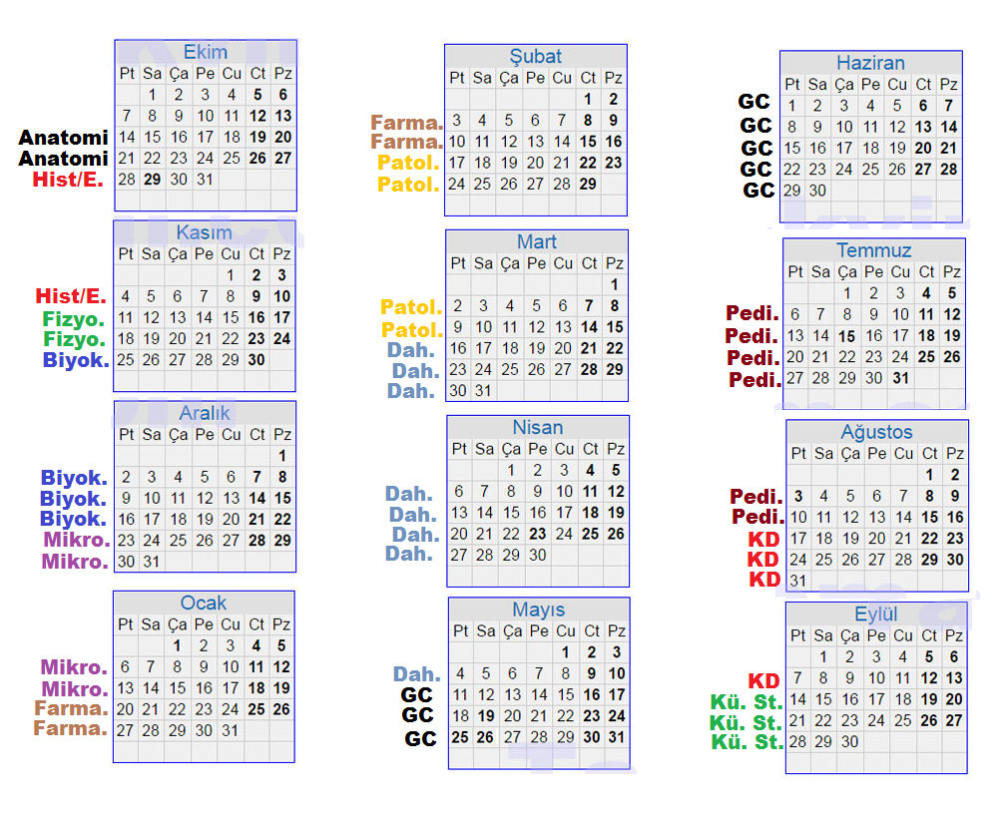 Ekim
Pt Sa Ça Pe Cu Ct Pz
1 2 3 4 5 6
7 8 9 10 11 12 13
Anatomi 14 15 16 17 18 19 20
Anatomi 21 22 23 24 25 26 27
Hist/E. 28 29 30 31
Kasım
Pt Sa Ça Pe Cu Ct Pz
1 2 3
Hist/E. 4 5 6 7 8 9 10
Fizyo. 11 12 13 14 15 16 17
Fizyo. 18 19 20 21 22 23 24
Biyok. 25 26 27 28 29 30
Aralık
Pt Sa Ça Pe Cu Ct Pz
1
Biyok. 2 3 4 5 6 7 8
Biyok. 9 10 11 12 13 14 15
Biyok. 16 17 18 19 20 21 22
Mikro. 23 24 25 26 27 28 29
Mikro. 30 31
Ocak
Pt Sa Ça Pe Cu Ct Pz
1 2 3 4 5
Mikro. 6 7 8 9 10 11 12
Mikro. 13 14 15 16 17 18 19
Farma. 20 21 22 23 24 25 26
Farma. 27 28 29 30 31
Şubat
Pt Sa Ça Pe Cu Ct Pz
1 2
Farma. 3 4 5 6 7 8 9
Farma. 10 11 12 13 14 15 16
Patol. 17 18 19 20 21 22 23
Patol. 24 25 26 27 28 29
Mart
Pt Sa Ça Pe Cu Ct Pz
1
Patol. 2 3 4 5 6 7 8
Patol. 9 10 11 12 13 14 15
Dah. 16 17 18 19 20 21 22
Dah. 23 24 25 26 27 28 29
Dah. 30 31
Nisan
Pt Sa Ça Pe Cu Ct Pz
1 2 3 4 5
Dah. 6 7 8 9 10 11 12
Dah. 13 14 15 16 17 18 19
Dah. 20 21 22 23 24 25 26
Dah. 27 28 29 30
Mayıs
Pt Sa Ça Pe Cu Ct Pz
1 2 3
Dah. 4 5 6 7 8 9 10
GC 11 12 13 14 15 16 17
GC 18 19 20 21 22 23 24
GC 25 26 27 28 29 30 31
Haziran
Pt Sa Ça Pe Cu Ct Pz
GC 1 2 3 4 5 6 7
GC 8 9 10 11 12 13 14
GC 15 16 17 18 19 20 21
GC 22 23 24 25 26 27 28
GC 29 30
Temmuz
Pt Sa Ça Pe Cu Ct Pz
1 2 3 4 5
Pedi. 6 7 8 9 10 11 12
Pedi. 13 14 15 16 17 18 19
Pedi. 20 21 22 23 24 25 26
Pedi. 27 28 29 30 31
Ağustos
Pt Sa Ça Pe Cu Ct Pz
1 2
Pedi. 3 4 5 6 7 8 9
Pedi. 10 11 12 13 14 15 16
KD 17 18 19 20 21 22 23
KD 24 25 26 27 28 29 30
KD 31
Eylül
Pt Sa Ça Pe Cu Ct Pz
1 2 3 4 5 6
KD 7 8 9 10 11 12 13
Kü. St. 14 15 16 17 18 19 20
Kü. St. 21 22 23 24 25 26 27
Kü. St. 28 29 30